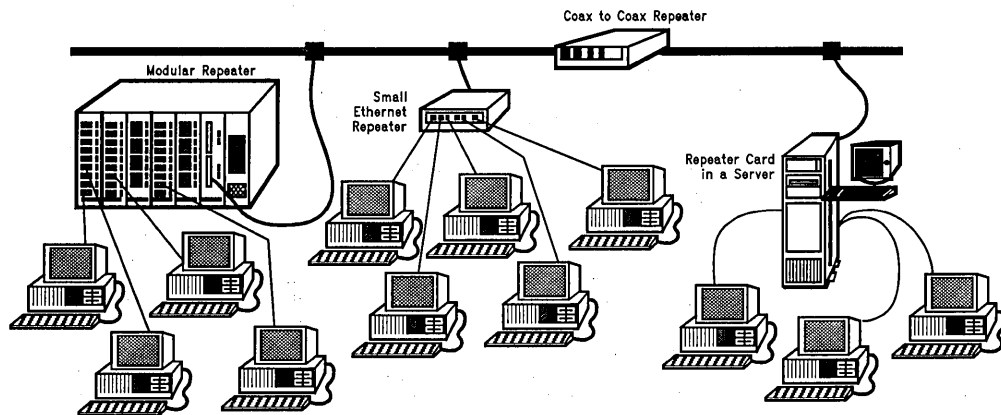 Coax to Coax Repeater
Modular Repeater
Small
Ethernet
Repeater
Repeater Card
in a Server